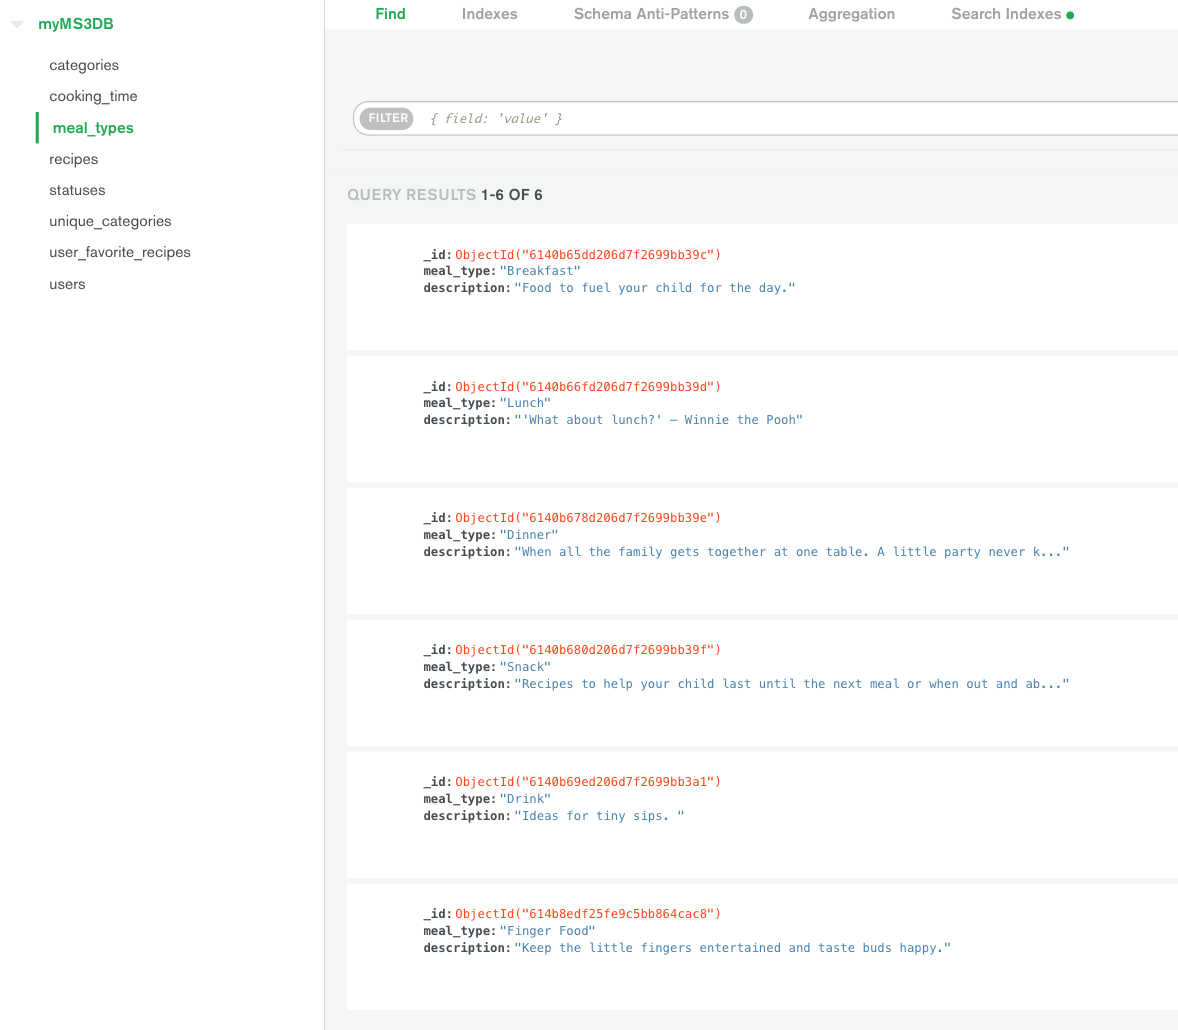 myMS3DB
categories
cooking_time
meal_types
recipes
statuses
unique_categories
user_favorite_recipes
users
Find Indexes Schema Anti-Patterns 0 Aggregation Search Indexes
FILTER { field: 'value' }
QUERY RESULTS 1-6 OF 6
_id: ObjectId("6140b65dd206d7f2699bb39c")
meal_type: "Breakfast"
description: "Food to fuel your child for the day."
_id: ObjectId("6140b66fd206d7f2699bb39d")
meal_type: "Lunch"
description: "'What about lunch?' – Winnie the Pooh"
_id: ObjectId("6140b678d206d7f2699bb39e")
meal_type: "Dinner"
description: "When all the family gets together at one table. A little party never k..."
_id: ObjectId("6140b680d206d7f2699bb39f")
meal_type: "Snack"
description: "Recipes to help your child last until the next meal or when out and ab..."
_id: ObjectId("6140b69ed206d7f2699bb3a1")
meal_type: "Drink"
description: "Ideas for tiny sips. "
_id: ObjectId("614b8edf25fe9c5bb864cac8")
meal_type: "Finger Food"
description: "Keep the little fingers entertained and taste buds happy."